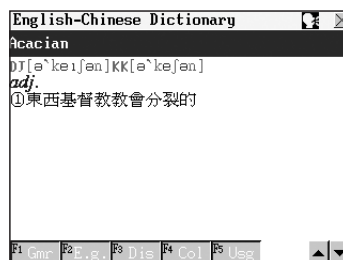 English-Chinese Dictionary
Acacian
DJ[ə`keɪʃən]KK[ə`keʃən]
adj.
①東西基督教教會分裂的
F1 Gmr F2 E.g. F3 Dis F4 Col F5 Usg